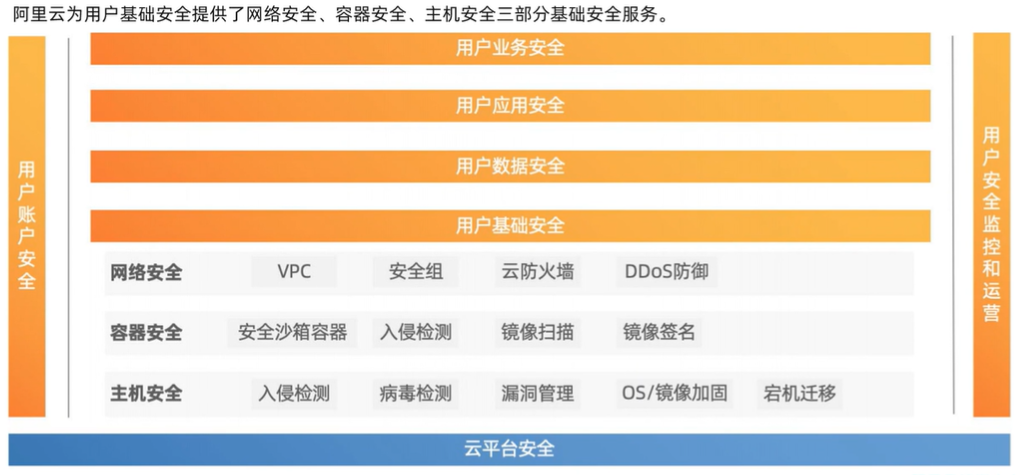 阿里云为用户基础安全提供了网络安全、容器安全、主机安全三部分基础安全服务。
用户账户安全
用户业务安全
用户应用安全
用户数据安全
用户基础安全
网络安全 VPC 安全组 云防火墙 DDoS防御
容器安全 安全沙箱容器 入侵检测 镜像扫描 镜像签名
主机安全 入侵检测 病毒检测 漏洞管理 OS/镜像加固 宕机迁移
用户安全监控和运营
云平台安全